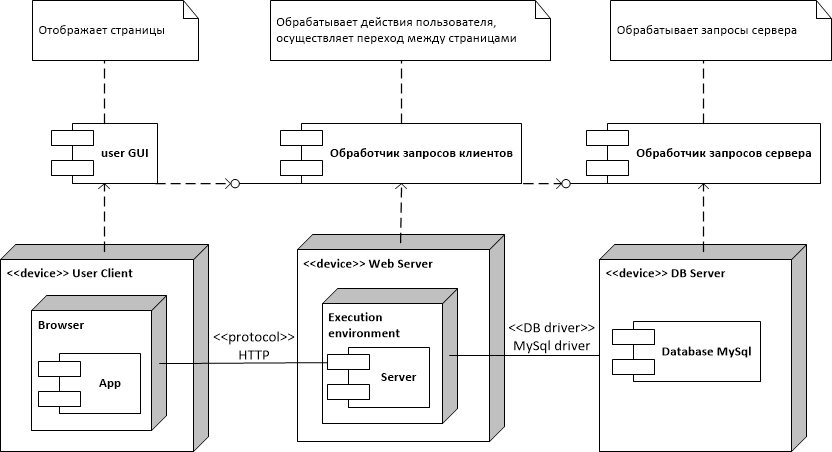 Отображает страницы
Обрабатывает действия пользователя,
осуществляет переход между страницами
Обрабатывает запросы сервера
user GUI
Обработчик запросов клиентов
Обработчик запросов сервера
<<device>> User Client
<<device>> Web Server
<<device>> DB Server
Browser
App
<<protocol>>
HTTP
Execution
environment
Server
<<DB driver>>
MySql driver
Database MySql